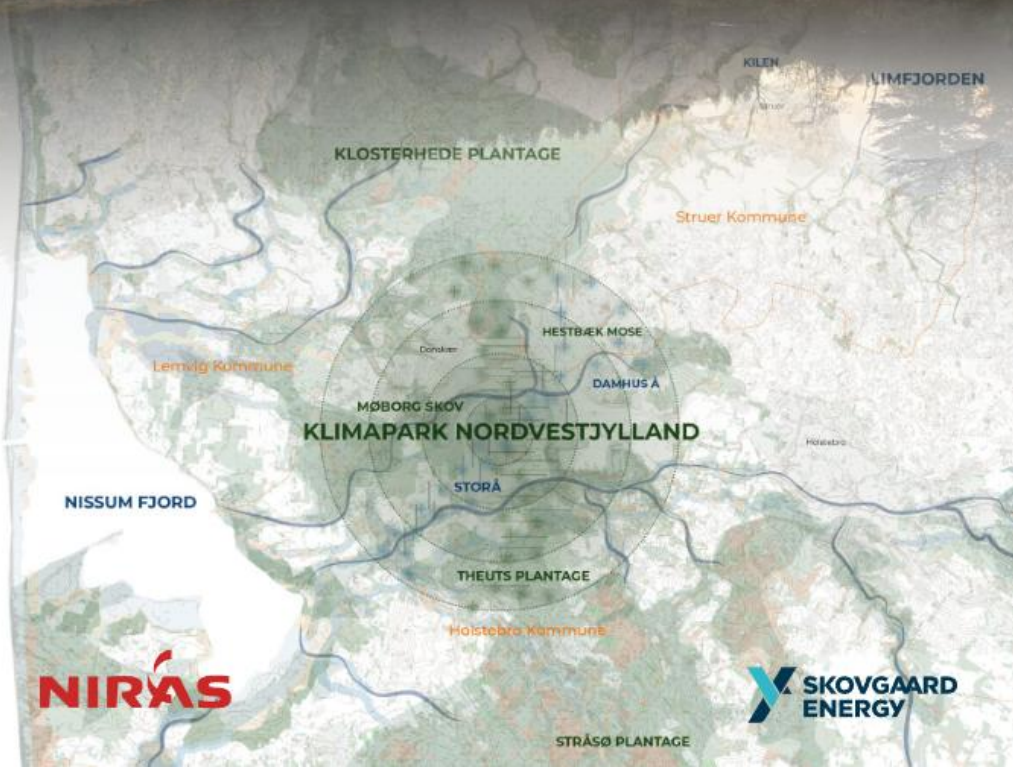 KILEN
LIMFJORDEN
Struer
KLOSTERHEDE PLANTAGE
Struer Kommune
HESTBÆK MOSE
Lemvig Kommune
DAMHUS Å
MØBORG SKOV
KLIMAPARK NORDVESTJYLLAND
Holstebro
STORÅ
NISSUM FJORD
THEUTS PLANTAGE
Holstebro Kommune
NIRAS
SKOVGAARD
ENERGY
STRÅSØ PLANTAGE